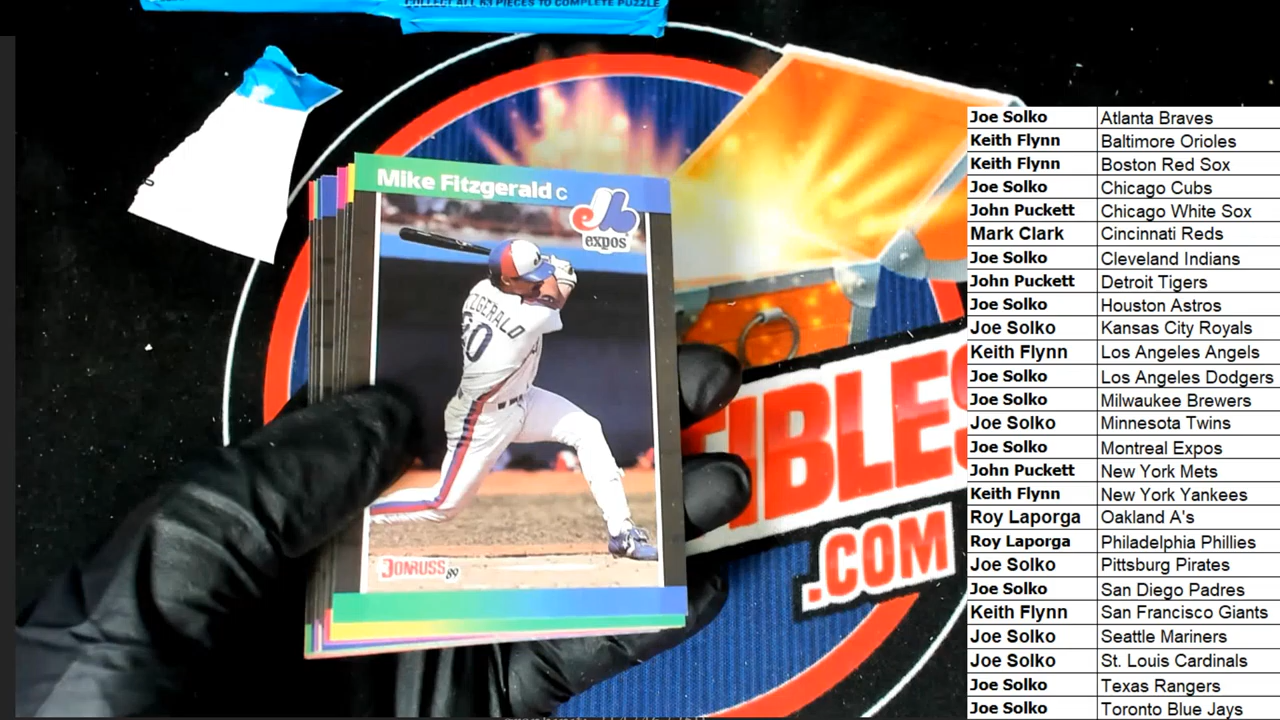 COLLECT ALL 63 PIECES TO COMPLETE PUZZLE
Mike Fitzgerald C
expos
FITZGERALD
20
DONRUSS 89
IBLES
.COM
Joe Solko Atlanta Braves
Keith Flynn Baltimore Orioles
Keith Flynn Boston Red Sox
Joe Solko Chicago Cubs
John Puckett Chicago White Sox
Mark Clark Cincinnati Reds
Joe Solko Cleveland Indians
John Puckett Detroit Tigers
Joe Solko Houston Astros
Joe Solko Kansas City Royals
Keith Flynn Los Angeles Angels
Joe Solko Los Angeles Dodgers
Joe Solko Milwaukee Brewers
Joe Solko Minnesota Twins
Joe Solko Montreal Expos
John Puckett New York Mets
Keith Flynn New York Yankees
Roy Laporga Oakland A's
Roy Laporga Philadelphia Phillies
Joe Solko Pittsburg Pirates
Joe Solko San Diego Padres
Keith Flynn San Francisco Giants
Joe Solko Seattle Mariners
Joe Solko St. Louis Cardinals
Joe Solko Texas Rangers
Joe Solko Toronto Blue Jays